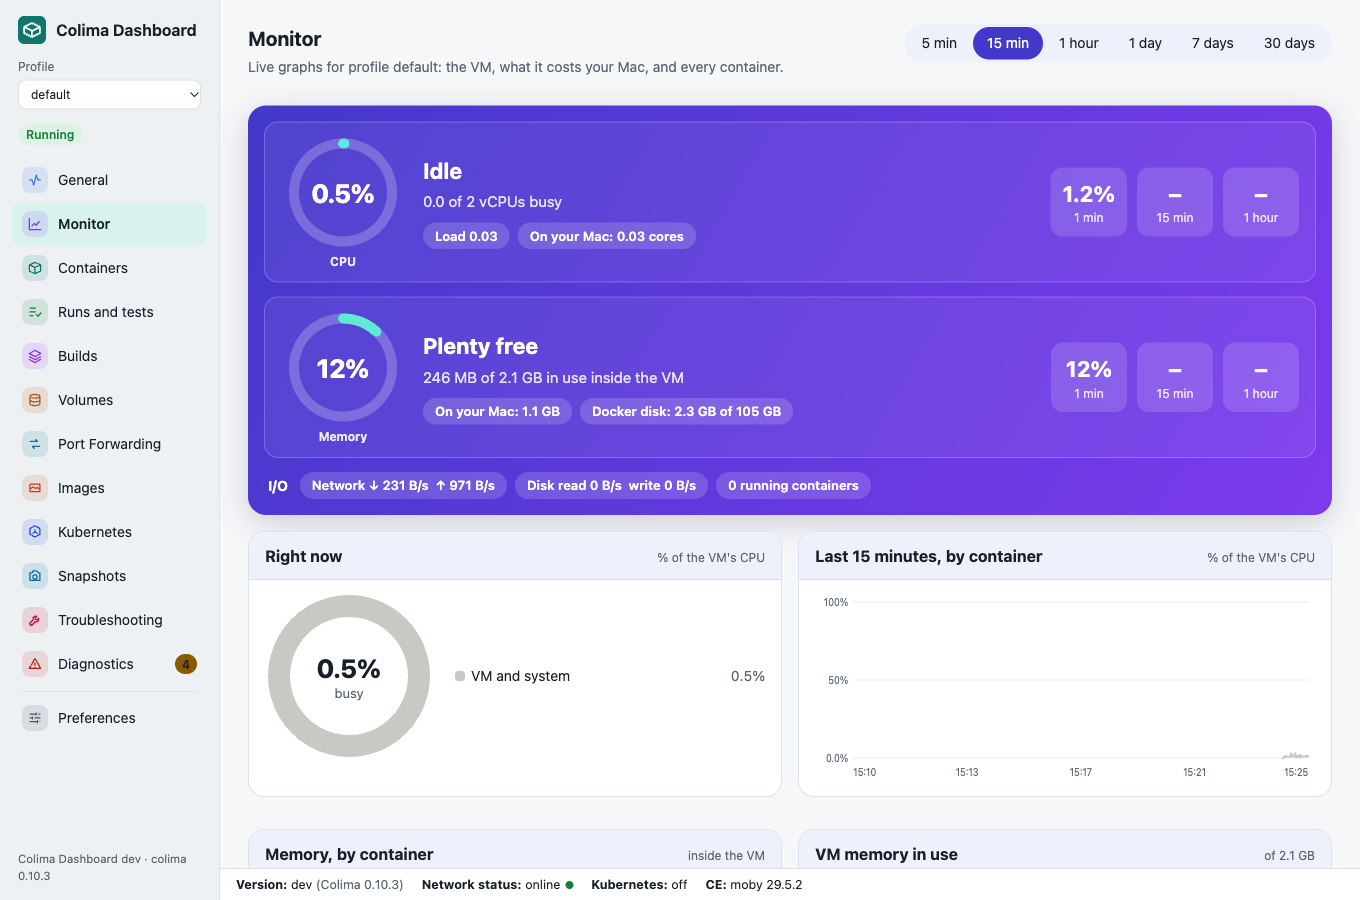 Colima Dashboard
Profile
default
Running
General
Monitor
Containers
Runs and tests
Builds
Volumes
Port Forwarding
Images
Kubernetes
Snapshots
Troubleshooting
Diagnostics 4
Preferences
Colima Dashboard dev · colima
0.10.3
Monitor
Live graphs for profile default: the VM, what it costs your Mac, and every container.
5 min 15 min 1 hour 1 day 7 days 30 days
0.5%
CPU
Idle
0.0 of 2 vCPUs busy
Load 0.03 On your Mac: 0.03 cores
1.2% – –
1 min 15 min 1 hour
12%
Memory
Plenty free
246 MB of 2.1 GB in use inside the VM
On your Mac: 1.1 GB Docker disk: 2.3 GB of 105 GB
12% – –
1 min 15 min 1 hour
I/O Network ↓ 231 B/s ↑ 971 B/s Disk read 0 B/s write 0 B/s 0 running containers
Right now % of the VM's CPU
0.5%
busy
VM and system 0.5%
Last 15 minutes, by container % of the VM's CPU
100%
50%
0.0%
15:10 15:13 15:17 15:21 15:25
Memory, by container inside the VM
VM memory in use of 2.1 GB
Version: dev (Colima 0.10.3) Network status: online Kubernetes: off CE: moby 29.5.2